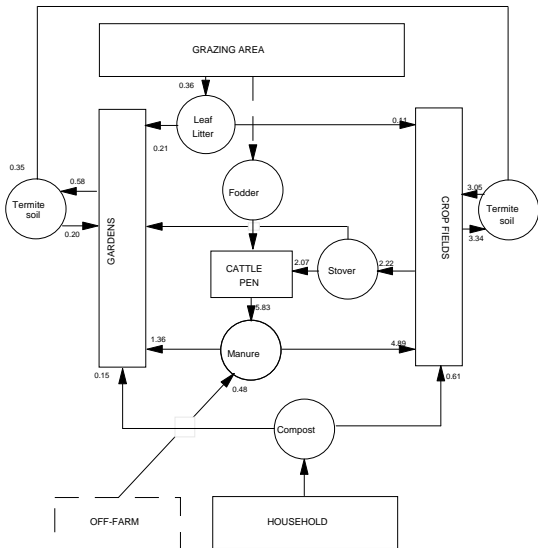 GRAZING AREA
0.36
Leaf
Litter
0.11
0.21
0.35
0.58
Termite
soil
0.20
GARDENS
Fodder
CROP FIELDS
3.05
Termite
soil
3.34
CATTLE
PEN
2.07
Stover
2.22
5.83
1.36
Manure
4.89
0.15
0.48
0.61
Compost
OFF-FARM
HOUSEHOLD